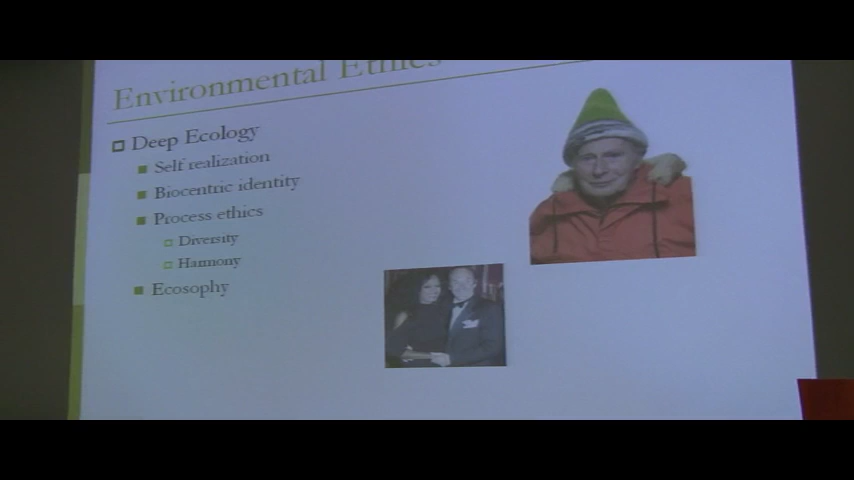 Environmental Ethics
Deep Ecology
Self realization
Biocentric identity
Process ethics
Diversity
Harmony
Ecosophy